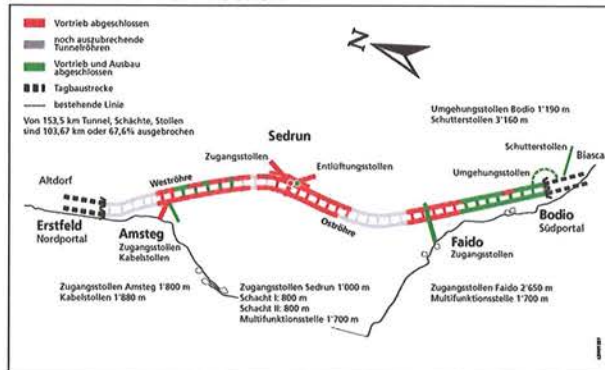 Vortrieb abgeschlossen
noch auszubrechende
Tunnelröhren
Vortrieb und Ausbau
abgeschlossen
Tagbaustrecke
bestehende Linie
Von 153,5 km Tunnel, Schächte, Stollen
sind 103,67 km oder 67,6% ausgebrochen
N
Umgehungsstollen Bodio 1'190 m
Schutterstollen 3'160 m
Sedrun
Zugangsstollen
Entlüftungsstollen
Schutterstollen
Biasca
Umgehungsstollen
Altdorf
Weströhre
Oströhre
Erstfeld
Nordportal
Amsteg
Zugangsstollen
Kabelstollen
Faido
Zugangsstollen
Bodio
Südportal
Zugangsstollen Amsteg 1'800 m
Kabelstollen 1'880 m
Zugangsstollen Sedrun 1'000 m
Schacht I: 800 m
Schacht II: 800 m
Multifunktionsstelle 1'700 m
Zugangsstollen Faido 2'650 m
Multifunktionsstelle 1'700 m